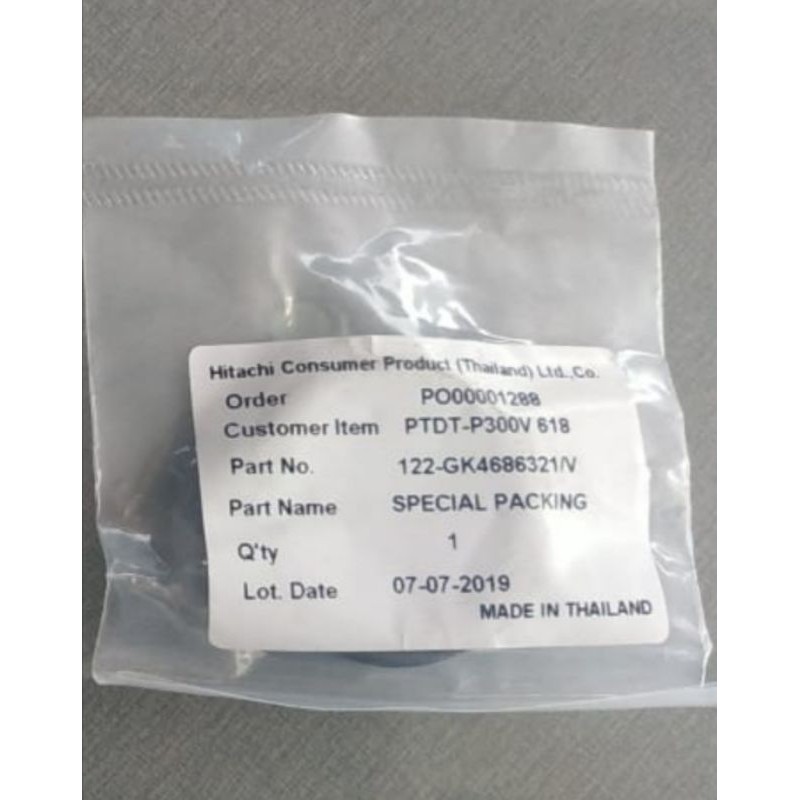 Hitachi Consumer Product (Thailand) Ltd.,Co.
Order PO00001288
Customer Item PTDT-P300V 618
Part No. 122-GK4686321/V
Part Name SPECIAL PACKING
Q'ty 1
Lot. Date 07-07-2019
MADE IN THAILAND